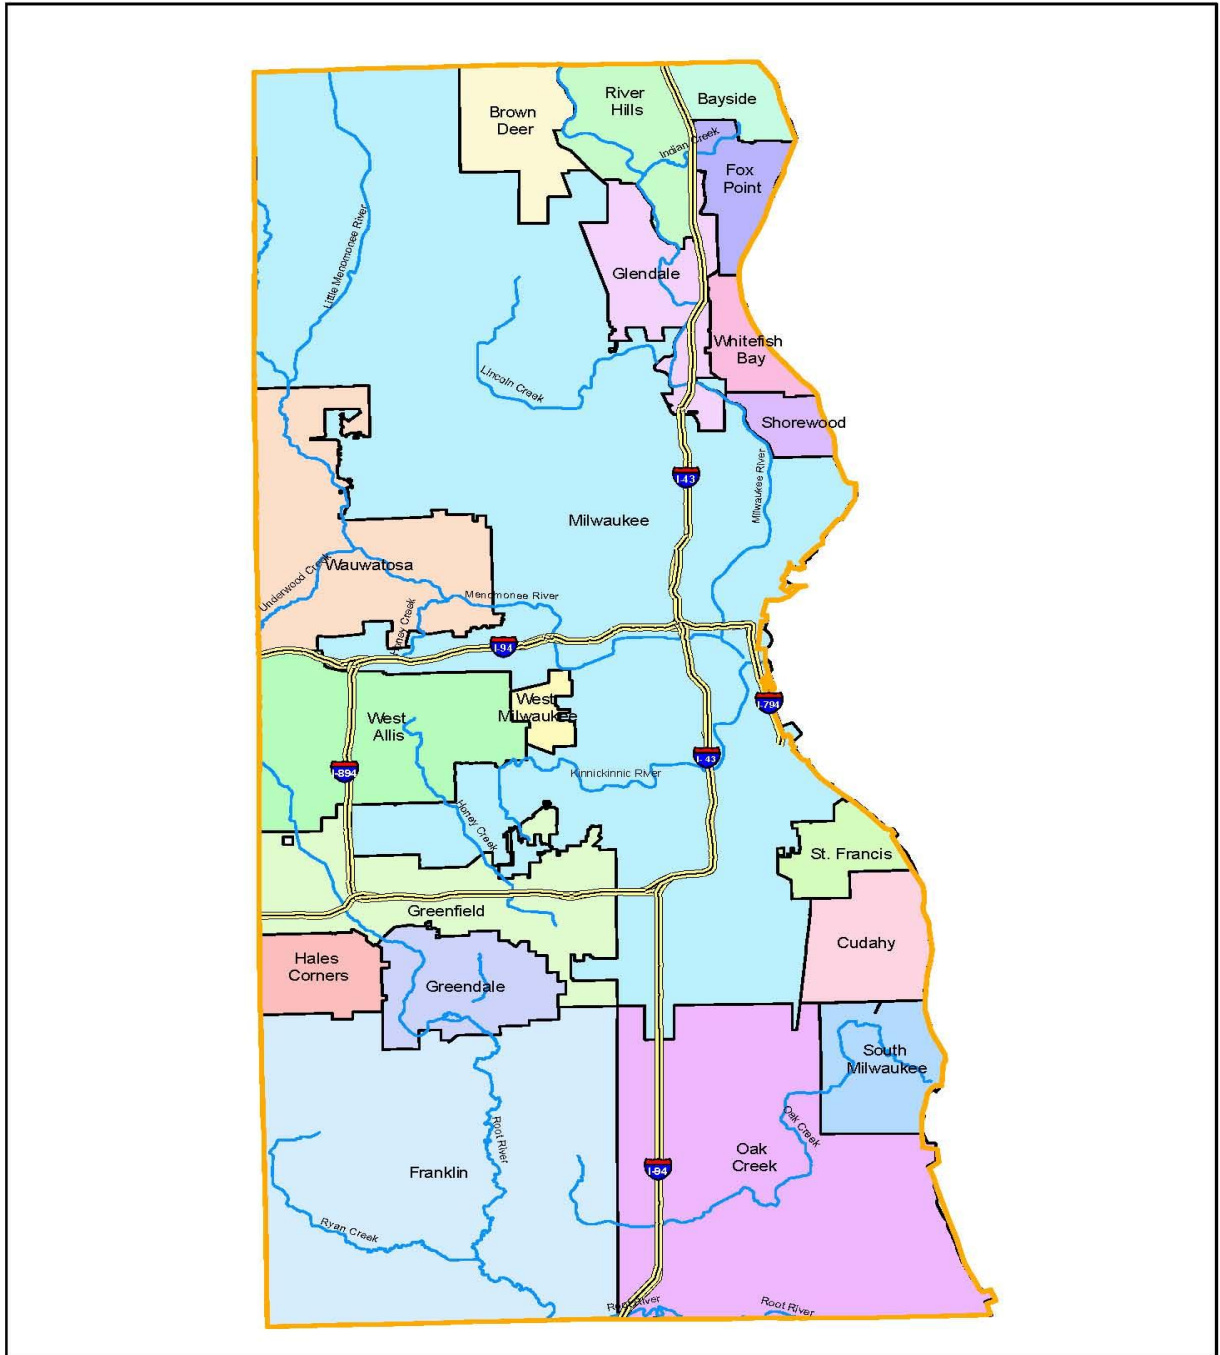 River
Hills
Bayside
Brown
Deer
Indian Creek
Fox
Point
Little Menomonee River
Glendale
Whitefish
Bay
Lincoln Creek
Shorewood
I-43
Milwaukee River
Milwaukee
Wauwatosa
Underwood Creek
Menomonee River
Honey Creek
I-94
West
Milwaukee
I-794
West
Allis
I-43
I-894
Kinnickinnic River
Honey Creek
St. Francis
Greenfield
Cudahy
Hales
Corners
Greendale
South
Milwaukee
Oak Creek
Root River
Oak
Creek
I-94
Franklin
Ryan Creek
Root River
Root River